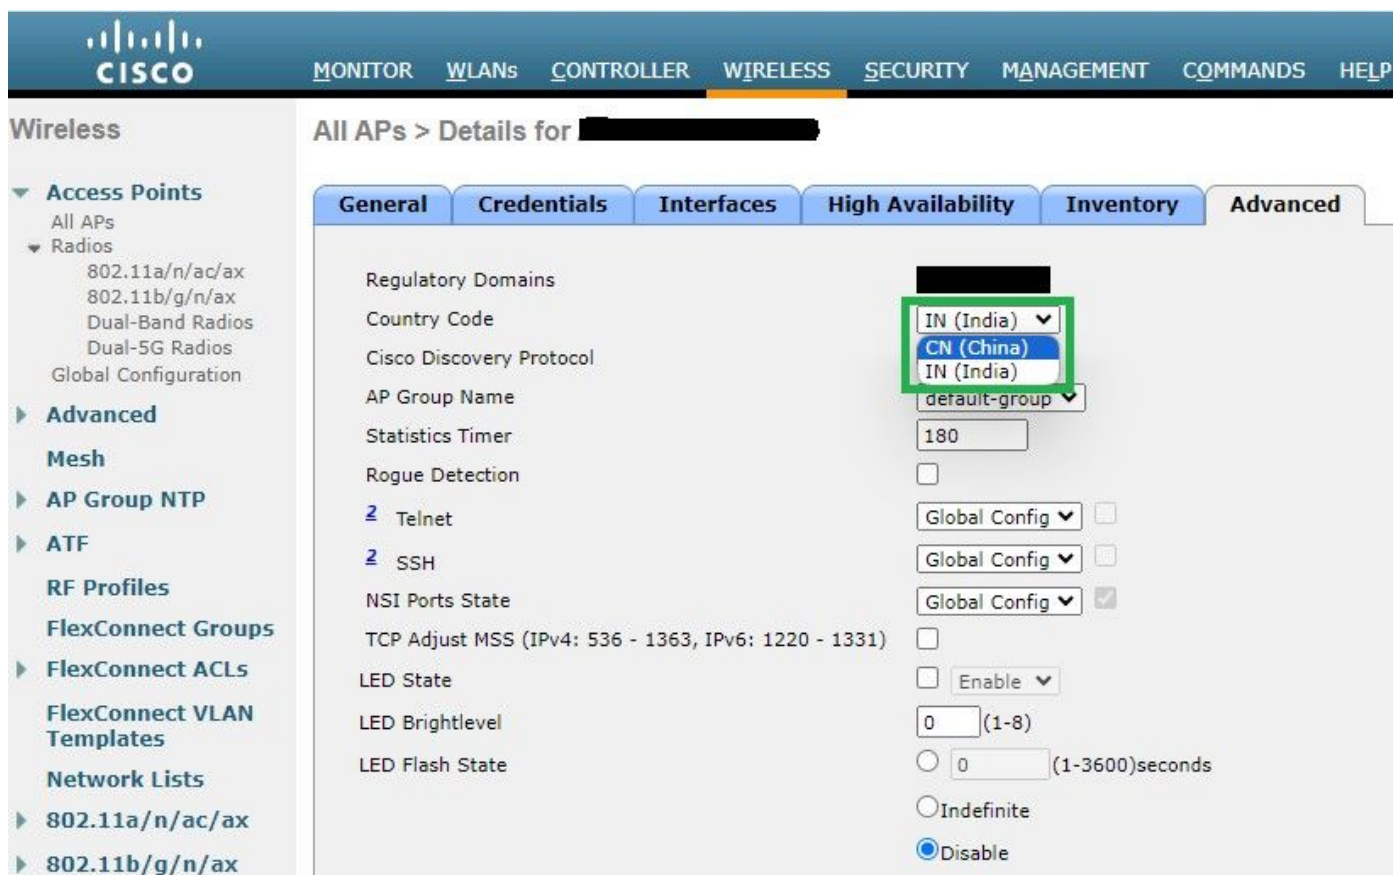 CISCO
MONITOR WLANs CONTROLLER WIRELESS SECURITY MANAGEMENT COMMANDS HELP
Wireless
Access Points
All APs
Radios
802.11a/n/ac/ax
802.11b/g/n/ax
Dual-Band Radios
Dual-5G Radios
Global Configuration
Advanced
Mesh
AP Group NTP
ATF
RF Profiles
FlexConnect Groups
FlexConnect ACLs
FlexConnect VLAN
Templates
Network Lists
802.11a/n/ac/ax
802.11b/g/n/ax
All APs > Details for
General Credentials Interfaces High Availability Inventory Advanced
Regulatory Domains
Country Code IN (India)
CN (China)
IN (India)
Cisco Discovery Protocol
AP Group Name default-group
Statistics Timer 180
Rogue Detection
2 Telnet Global Config
2 SSH Global Config
NSI Ports State Global Config
TCP Adjust MSS (IPv4: 536 - 1363, IPv6: 1220 - 1331)
LED State Enable
LED Brightlevel 0 (1-8)
LED Flash State 0 (1-3600)seconds
Indefinite
Disable